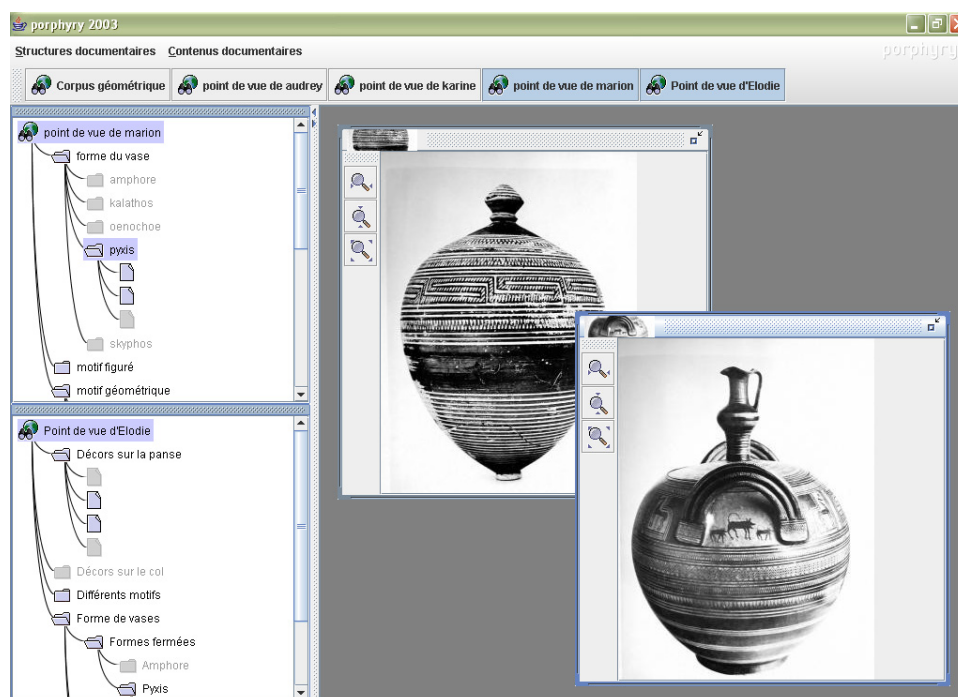 porphyry 2003
Structures documentaires Contenus documentaires
porphyry
Corpus géométrique point de vue de audrey point de vue de karine point de vue de marion Point de vue d'Elodie
point de vue de marion
forme du vase
amphore
kalathos
oenochoe
pyxis
skyphos
motif figuré
motif géométrique
Point de vue d'Elodie
Décors sur la panse
Décors sur le col
Différents motifs
Forme de vases
Formes fermées
Amphore
Pyxis